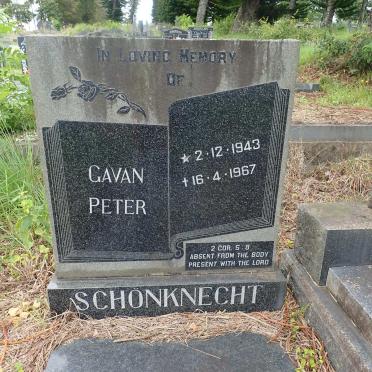 IN LOVING MEMORY
OF
GAVAN
PETER
★ 2·12·1943
✝ 16·4·1967
2 COR. 5:8
ABSENT FROM THE BODY
PRESENT WITH THE LORD
SCHONKNECHT